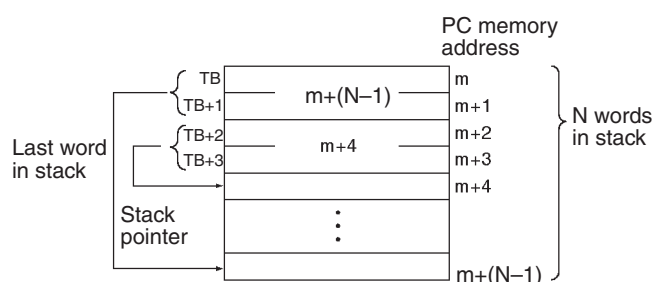 PC memory
address
TB
TB+1
m+(N–1)
m
m+1
TB+2
TB+3
m+4
m+2
m+3
m+4
Last word
in stack
N words
in stack
Stack
pointer
m+(N–1)